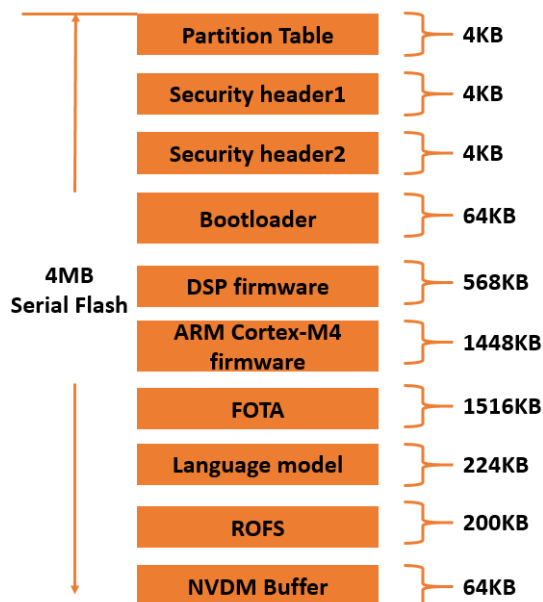 Partition Table
4KB
Security header1
4KB
Security header2
4KB
Bootloader
64KB
4MB
Serial Flash
DSP firmware
568KB
ARM Cortex-M4
firmware
1448KB
FOTA
1516KB
Language model
224KB
ROFS
200KB
NVDM Buffer
64KB